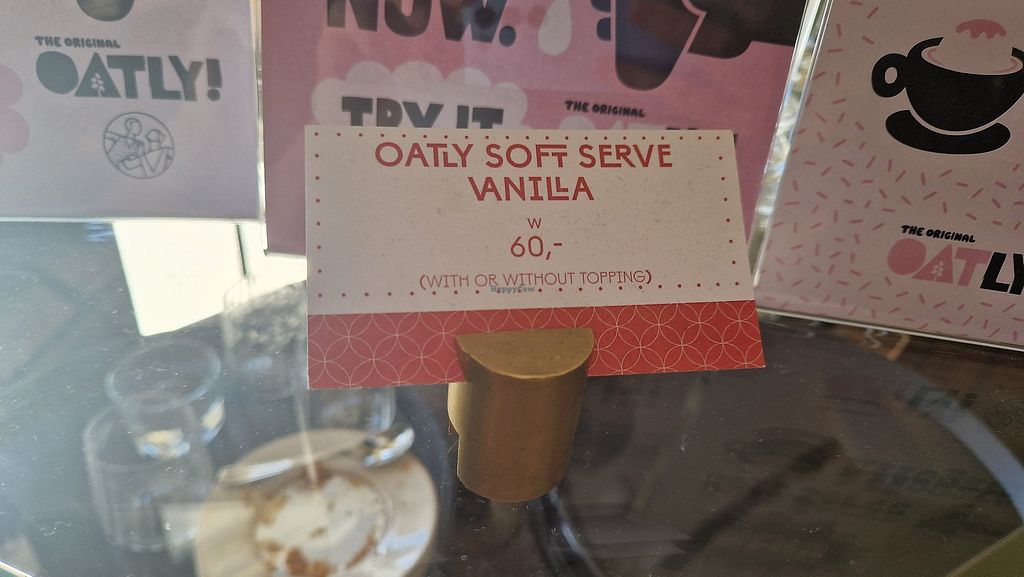 NOW.
THE ORIGINAL
OATLY!
TRY IT
THE ORIGINAL
OATLY SOFT SERVE
VANILLA
W
60,-
(WITH OR WITHOUT TOPPING)
HappyCow
THE ORIGINAL
OATLY